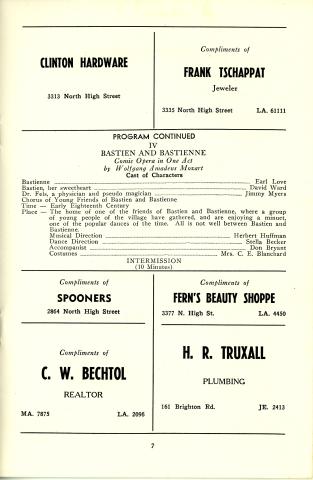 CLINTON HARDWARE
3313 North High Street
Compliments of
FRANK TSCHAPPAT
Jeweler
3335 North High Street LA. 61111
PROGRAM CONTINUED
IV
BASTIEN AND BASTIENNE
Comic Opera in One Act
by Wolfgang Amadeus Mozart
Cast of Characters
Bastienne Earl Love
Bastien, her sweetheart David Ward
Dr. Fels, a physician and pseudo magician Jimmy Myers
Chorus of Young Friends of Bastien and Bastienne
Time — Early Eighteenth Century
Place — The home of one of the friends of Bastien and Bastienne, where a group
of young people of the village have gathered, and are enjoying a minuet,
one of the popular dances of the time. All is not well between Bastien and
Bastienne.
Musical Direction Herbert Huffman
Dance Direction Stella Becker
Accompanist Don Bryant
Costumes Mrs. C. E. Blanchard
INTERMISSION
(10 Minutes)
Compliments of
SPOONERS
2864 North High Street
Compliments of
FERN'S BEAUTY SHOPPE
3377 N. High St. LA. 4450
Compliments of
C. W. BECHTOL
REALTOR
MA. 7875 LA. 2096
H. R. TRUXALL
PLUMBING
161 Brighton Rd. JE. 2413
7